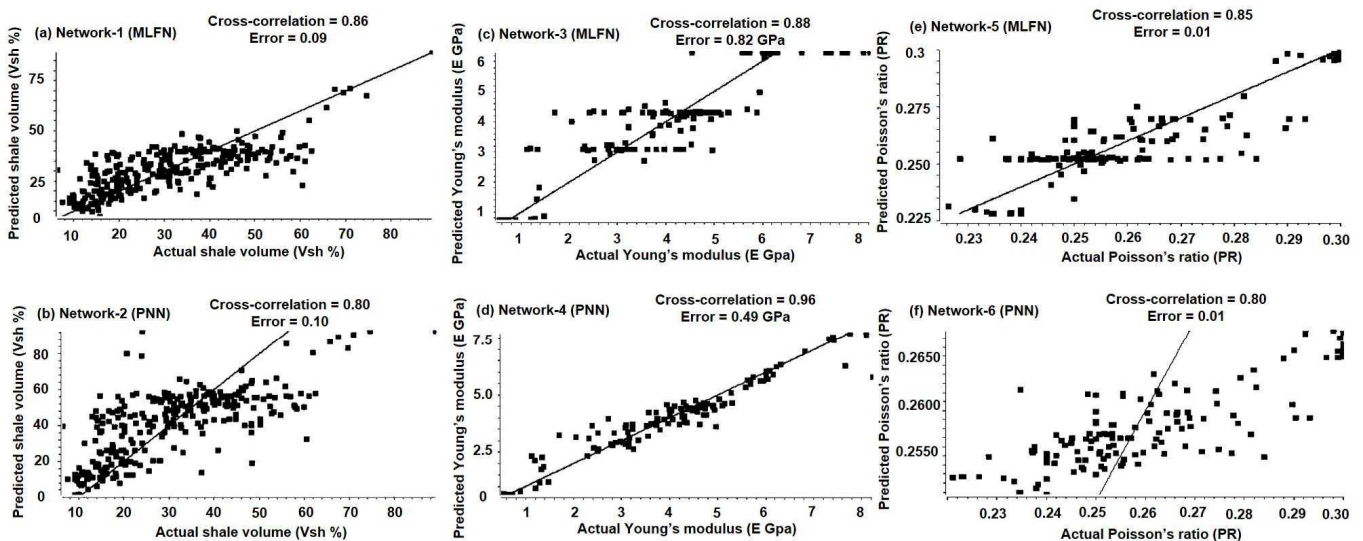 (a) Network-1 (MLFN)
Cross-correlation = 0.86
Error = 0.09
Predicted shale volume (Vsh %)
75
50
25
0
10 20 30 40 50 60 70 80
Actual shale volume (Vsh %)
(c) Network-3 (MLFN)
Cross-correlation = 0.88
Error = 0.82 GPa
Predicted Young's modulus (E GPa)
6
5
4
3
2
1
1 2 3 4 5 6 7 8
Actual Young's modulus (E Gpa)
(e) Network-5 (MLFN)
Cross-correlation = 0.85
Error = 0.01
Predicted Poisson's ratio (PR)
0.3
0.275
0.250
0.225
0.23 0.24 0.25 0.26 0.27 0.28 0.29 0.30
Actual Poisson's ratio (PR)
(b) Network-2 (PNN)
Cross-correlation = 0.80
Error = 0.10
Predicted shale volume (Vsh %)
80
60
40
20
0
10 20 30 40 50 60 70 80
Actual shale volume (Vsh %)
(d) Network-4 (PNN)
Cross-correlation = 0.96
Error = 0.49 GPa
Predicted Young's modulus (E GPa)
7.5
5.0
2.5
0
1 2 3 4 5 6 7 8
Actual Young's modulus (E Gpa)
(f) Network-6 (PNN)
Cross-correlation = 0.80
Error = 0.01
Predicted Poisson's ratio (PR)
0.2650
0.2600
0.2550
0.23 0.24 0.25 0.26 0.27 0.28 0.29 0.30
Actual Poisson's ratio (PR)